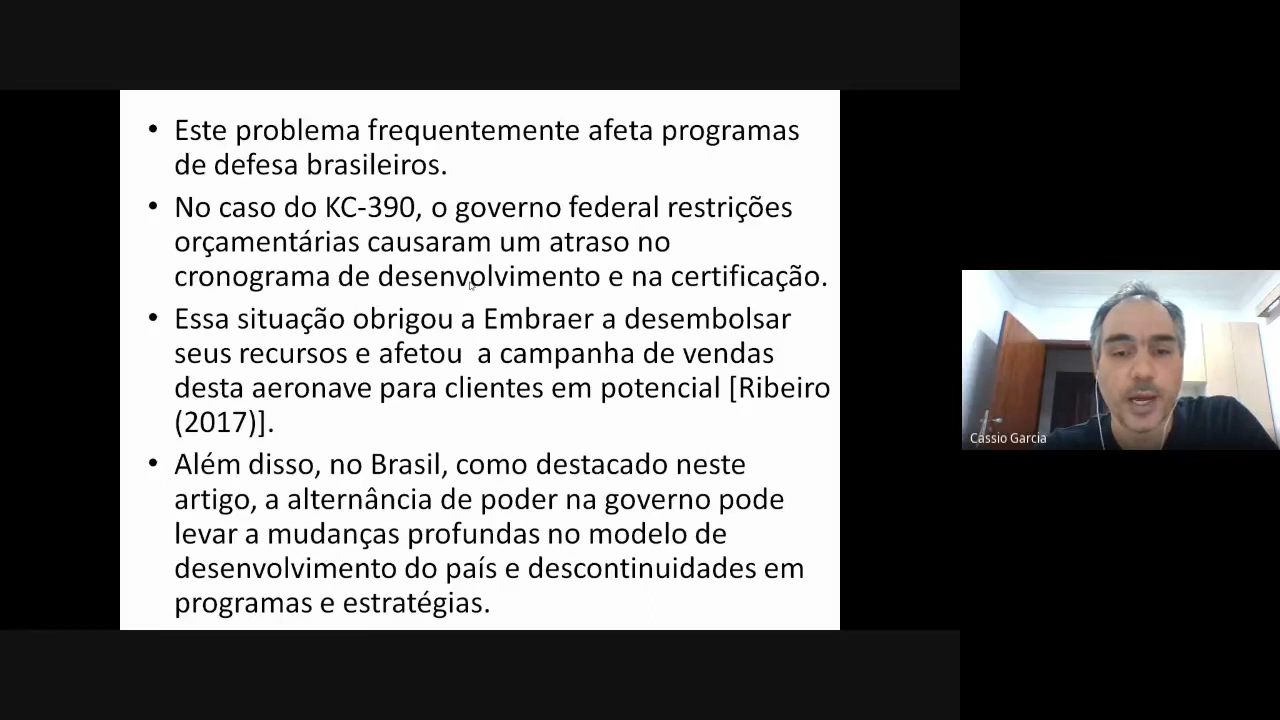 • Este problema frequentemente afeta programas
de defesa brasileiros.
• No caso do KC-390, o governo federal restrições
orçamentárias causaram um atraso no
cronograma de desenvolvimento e na certificação.
• Essa situação obrigou a Embraer a desembolsar
seus recursos e afetou  a campanha de vendas
desta aeronave para clientes em potencial [Ribeiro
(2017)].
• Além disso, no Brasil, como destacado neste
artigo, a alternância de poder na governo pode
levar a mudanças profundas no modelo de
desenvolvimento do país e descontinuidades em
programas e estratégias.
Cassio Garcia